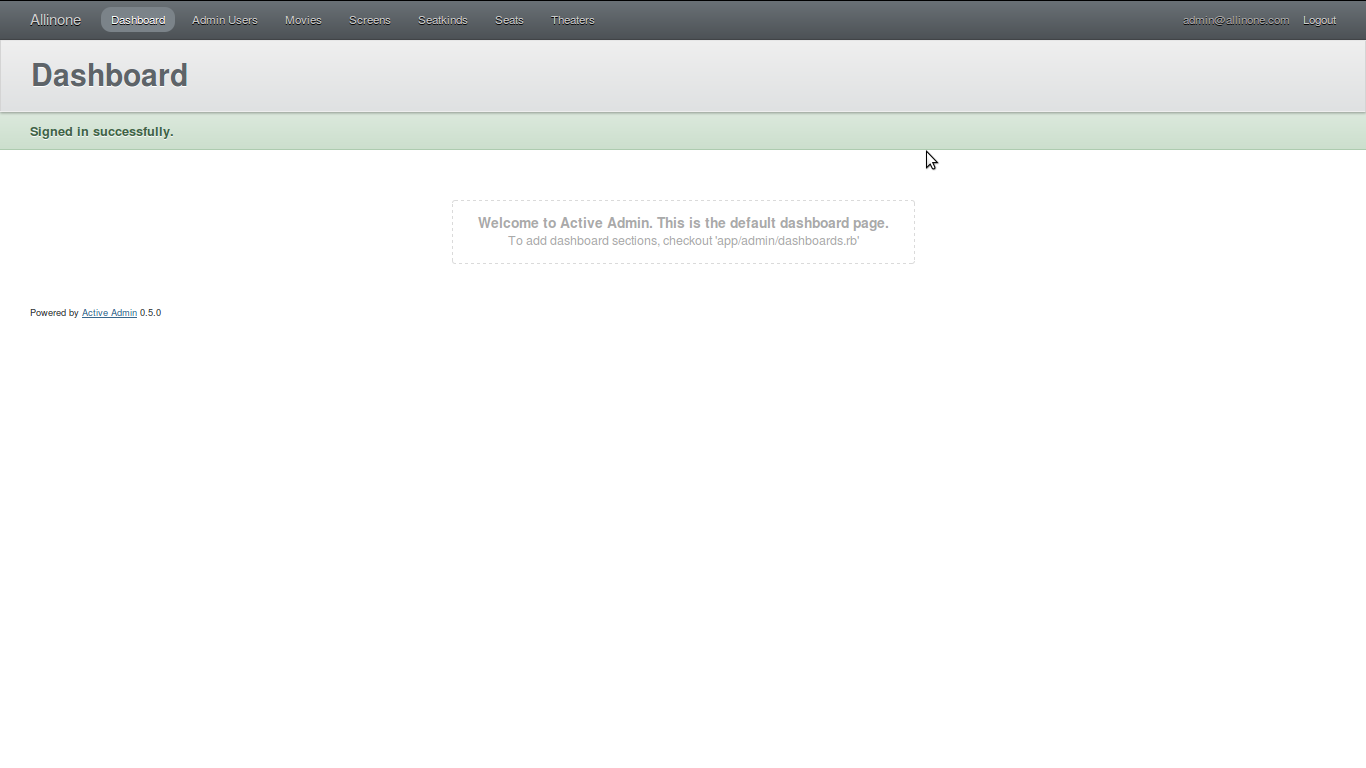 Allinone Dashboard Admin Users Movies Screens Seatkinds Seats Theaters admin@allinone.com Logout
Dashboard
Signed in successfully.
Welcome to Active Admin. This is the default dashboard page.
To add dashboard sections, checkout 'app/admin/dashboards.rb'
Powered by Active Admin 0.5.0